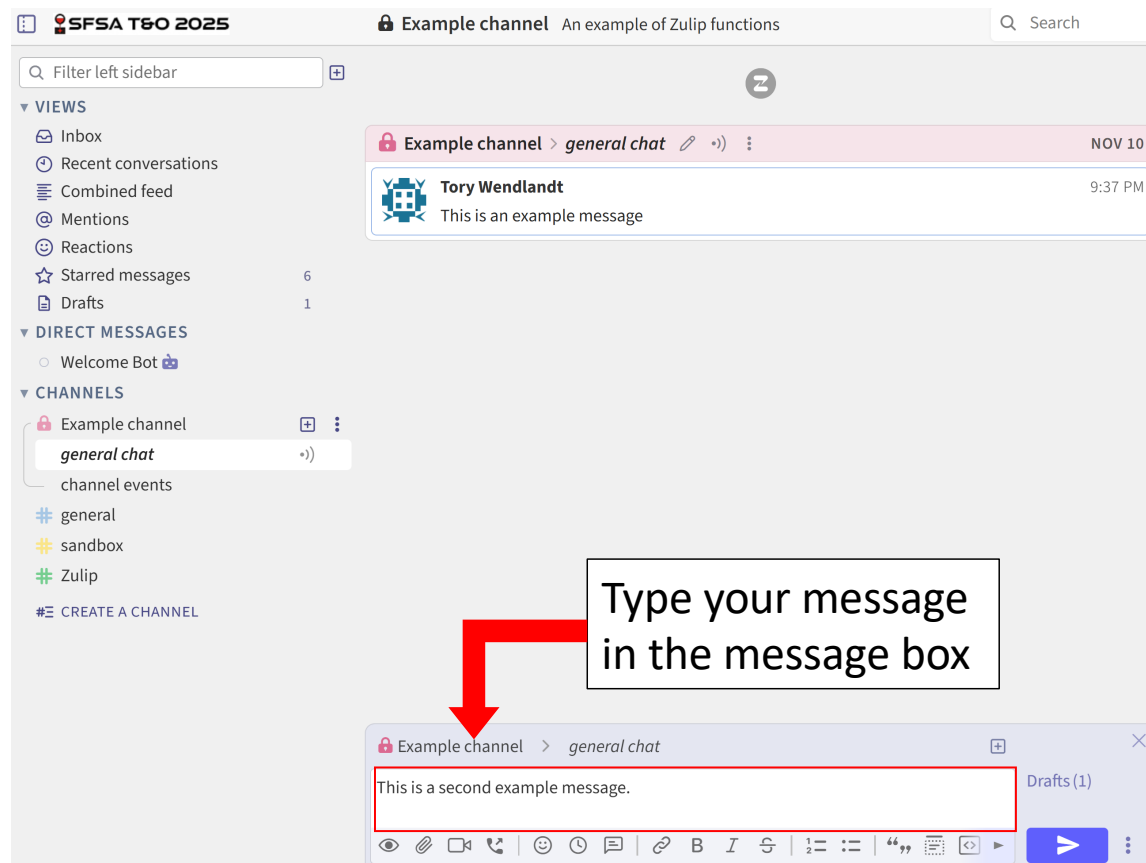 SFSA T&O 2025
Example channel An example of Zulip functions
Search
Filter left sidebar
VIEWS
Inbox
Recent conversations
Combined feed
Mentions
Reactions
Starred messages 6
Drafts 1
DIRECT MESSAGES
Welcome Bot
CHANNELS
Example channel
general chat
channel events
general
sandbox
Zulip
CREATE A CHANNEL
Z
Example channel > general chat NOV 10
Tory Wendlandt 9:37 PM
This is an example message
Type your message
in the message box
Example channel > general chat
This is a second example message.
Drafts (1)